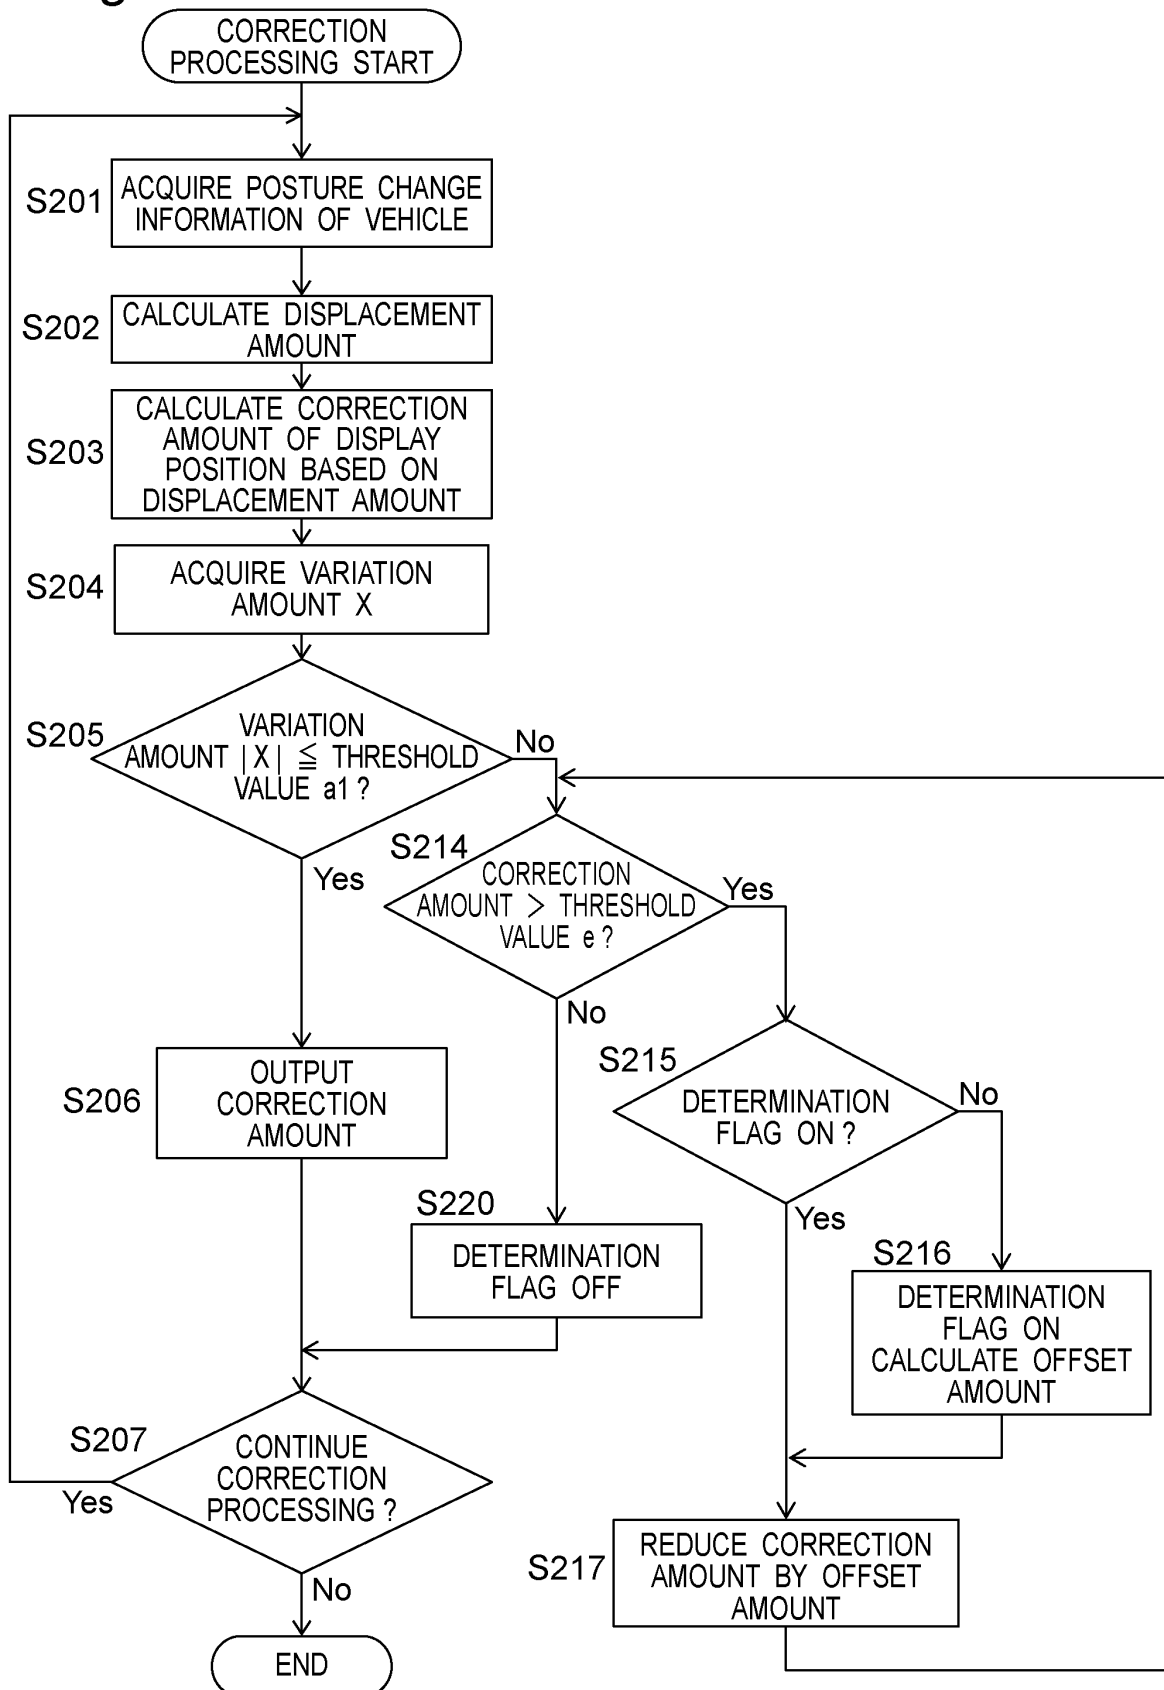 CORRECTION
PROCESSING START
S201
ACQUIRE POSTURE CHANGE
INFORMATION OF VEHICLE
S202
CALCULATE DISPLACEMENT
AMOUNT
S203
CALCULATE CORRECTION
AMOUNT OF DISPLAY
POSITION BASED ON
DISPLACEMENT AMOUNT
S204
ACQUIRE VARIATION
AMOUNT X
S205
VARIATION
AMOUNT |X| ≦ THRESHOLD
VALUE a1 ?
No
Yes
S214
CORRECTION
AMOUNT > THRESHOLD
VALUE e ?
Yes
No
S215
DETERMINATION
FLAG ON ?
No
Yes
S206
OUTPUT
CORRECTION
AMOUNT
S220
DETERMINATION
FLAG OFF
S216
DETERMINATION
FLAG ON
CALCULATE OFFSET
AMOUNT
S207
CONTINUE
CORRECTION
PROCESSING ?
Yes
No
S217
REDUCE CORRECTION
AMOUNT BY OFFSET
AMOUNT
END